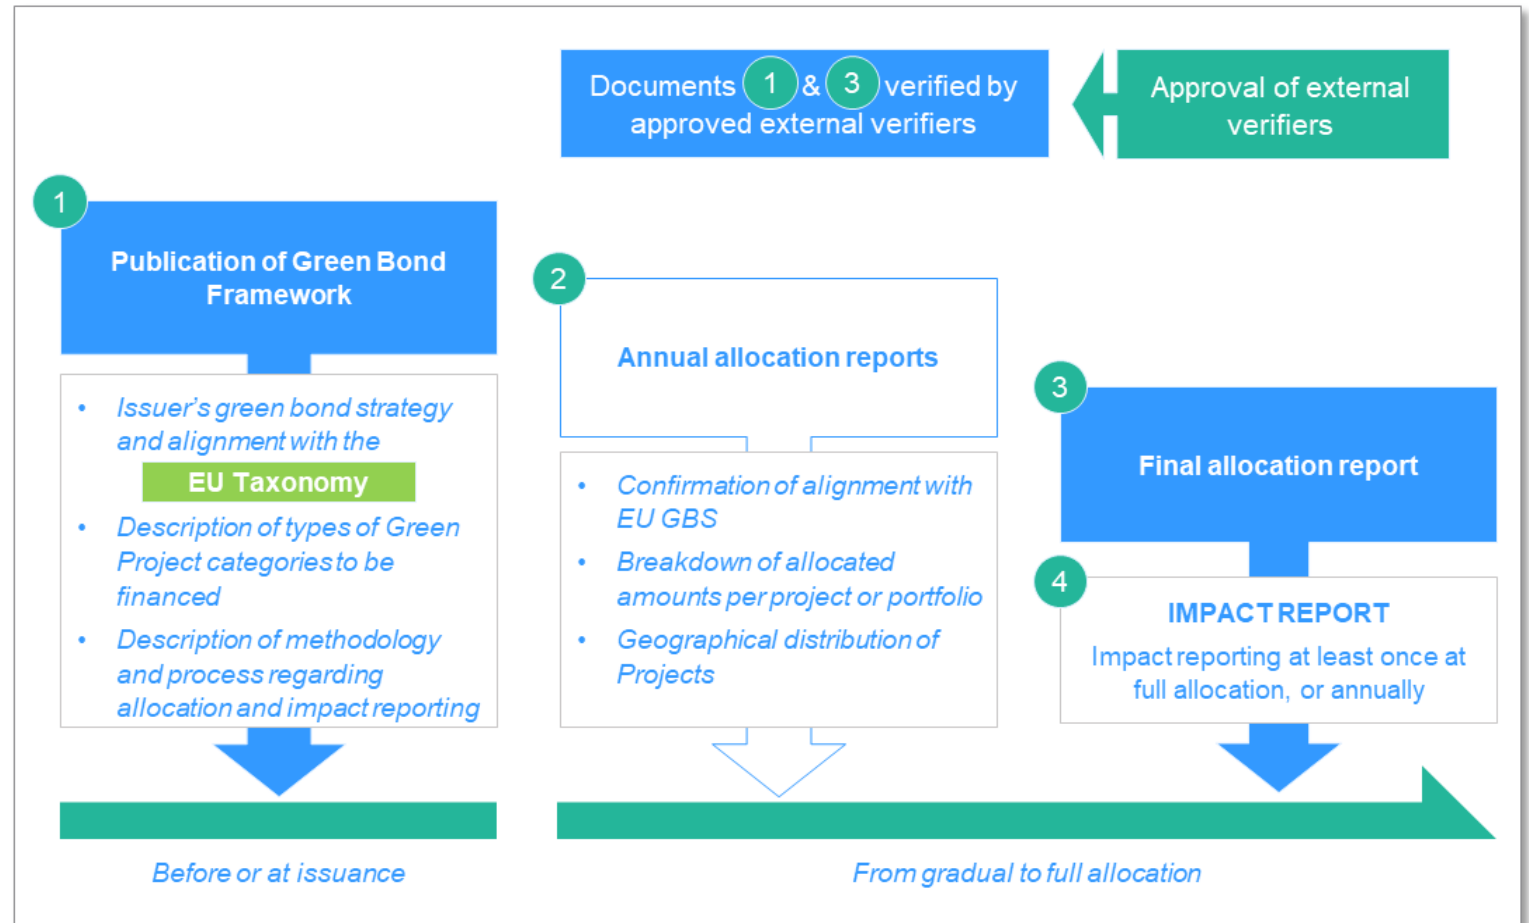 Documents 1 & 3 verified by
approved external verifiers
Approval of external
verifiers
1
Publication of Green Bond
Framework
• Issuer’s green bond strategy
and alignment with the
EU Taxonomy
• Description of types of Green
Project categories to be
financed
• Description of methodology
and process regarding
allocation and impact reporting
Before or at issuance
2
Annual allocation reports
• Confirmation of alignment with
EU GBS
• Breakdown of allocated
amounts per project or portfolio
• Geographical distribution of
Projects
3
Final allocation report
4
IMPACT REPORT
Impact reporting at least once at
full allocation, or annually
From gradual to full allocation